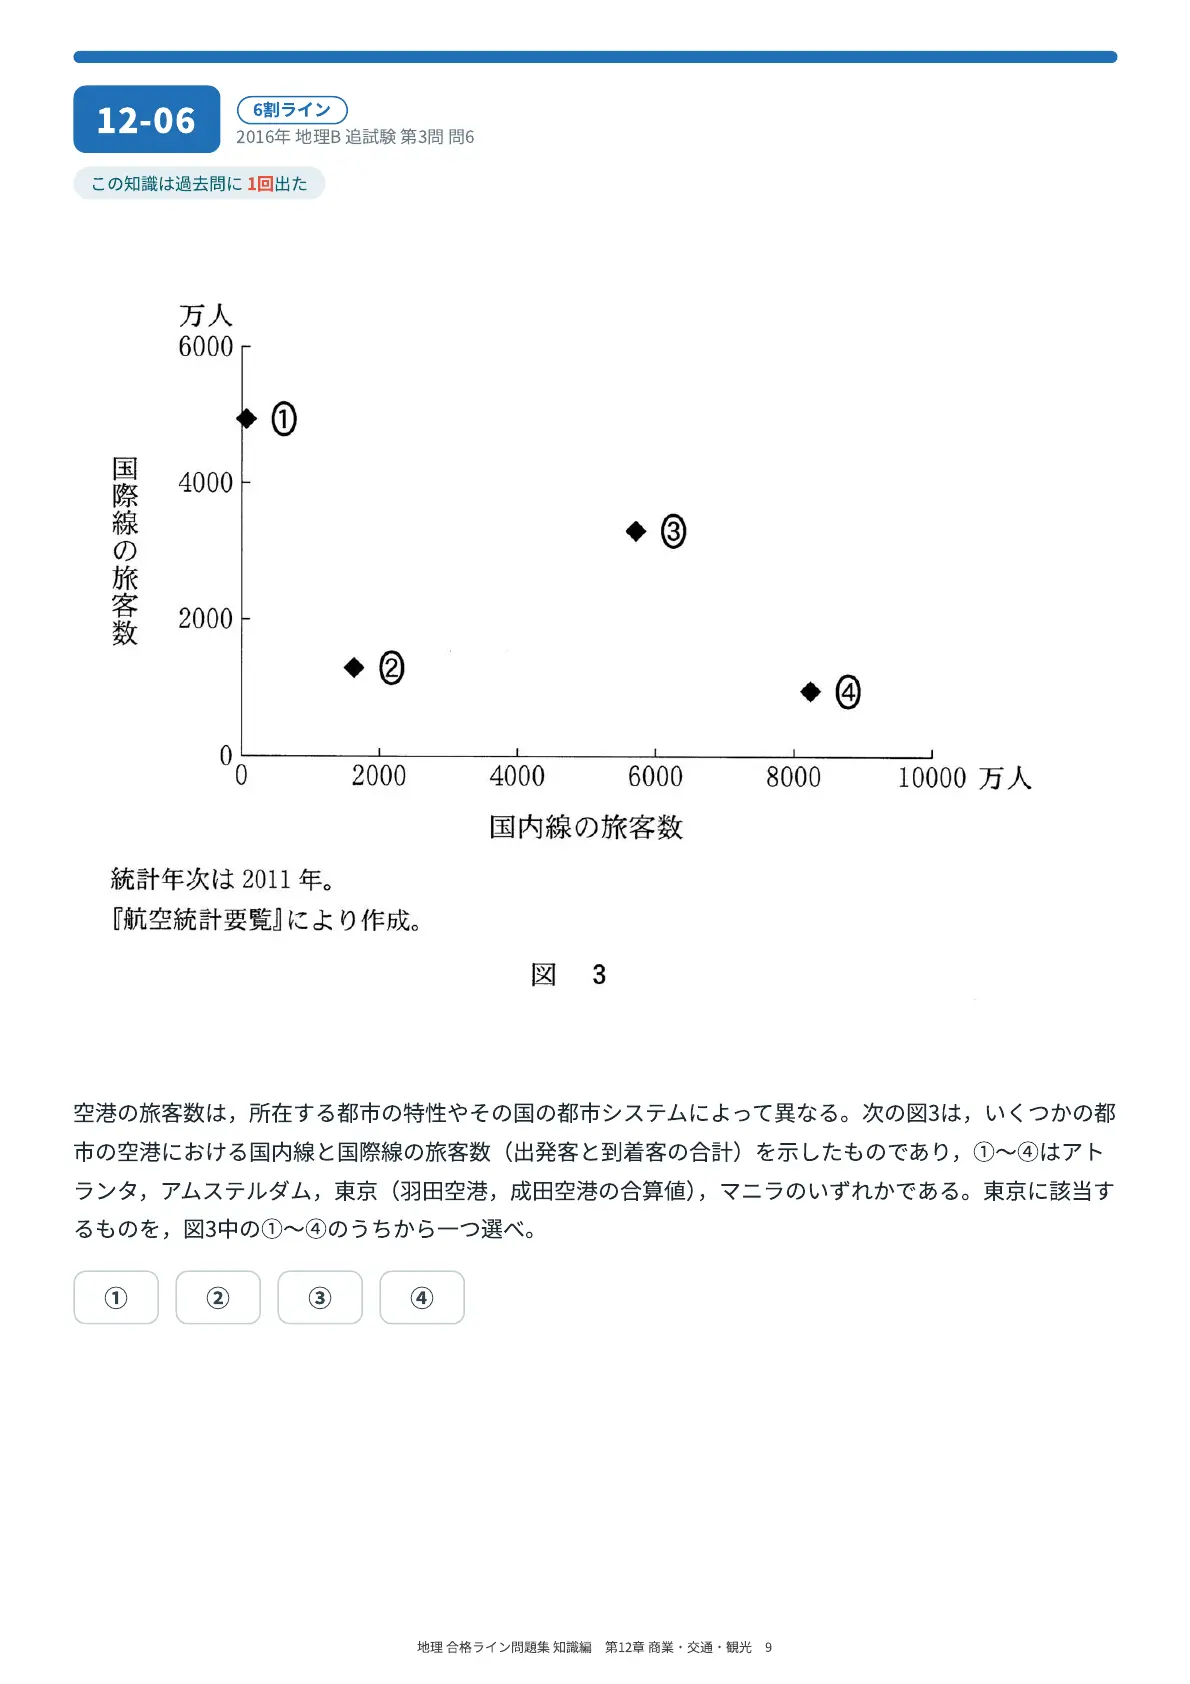 12-06
6割ライン
2016年 地理B 追試験 第3問 問6
この知識は過去問に 1回出た
万人
6000
①
国際線の旅客数
4000
③
2000
②
④
0
0 2000 4000 6000 8000 10000 万人
国内線の旅客数
統計年次は 2011 年。
『航空統計要覧』により作成。
図 3
空港の旅客数は，所在する都市の特性やその国の都市システムによって異なる。次の図3は，いくつかの都
市の空港における国内線と国際線の旅客数（出発客と到着客の合計）を示したものであり，①〜④はアト
ランタ，アムステルダム，東京（羽田空港，成田空港の合算値），マニラのいずれかである。東京に該当す
るものを，図3中の①〜④のうちから一つ選べ。
① ② ③ ④
地理 合格ライン問題集 知識編 第12章 商業・交通・観光 9